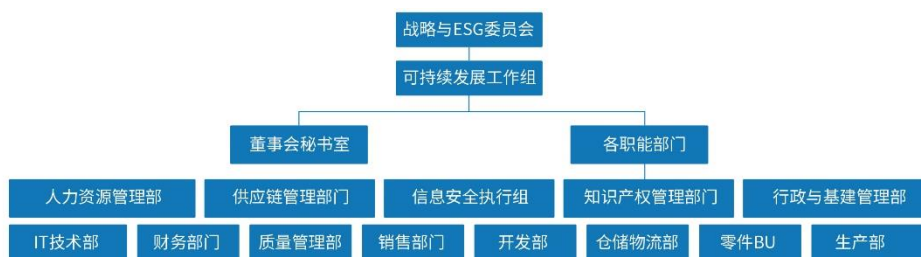 战略与ESG委员会
可持续发展工作组
董事会秘书室 各职能部门
人力资源管理部 供应链管理部门 信息安全执行组 知识产权管理部门 行政与基建管理部
IT技术部 财务部门 质量管理部 销售部门 开发部 仓储物流部 零件BU 生产部